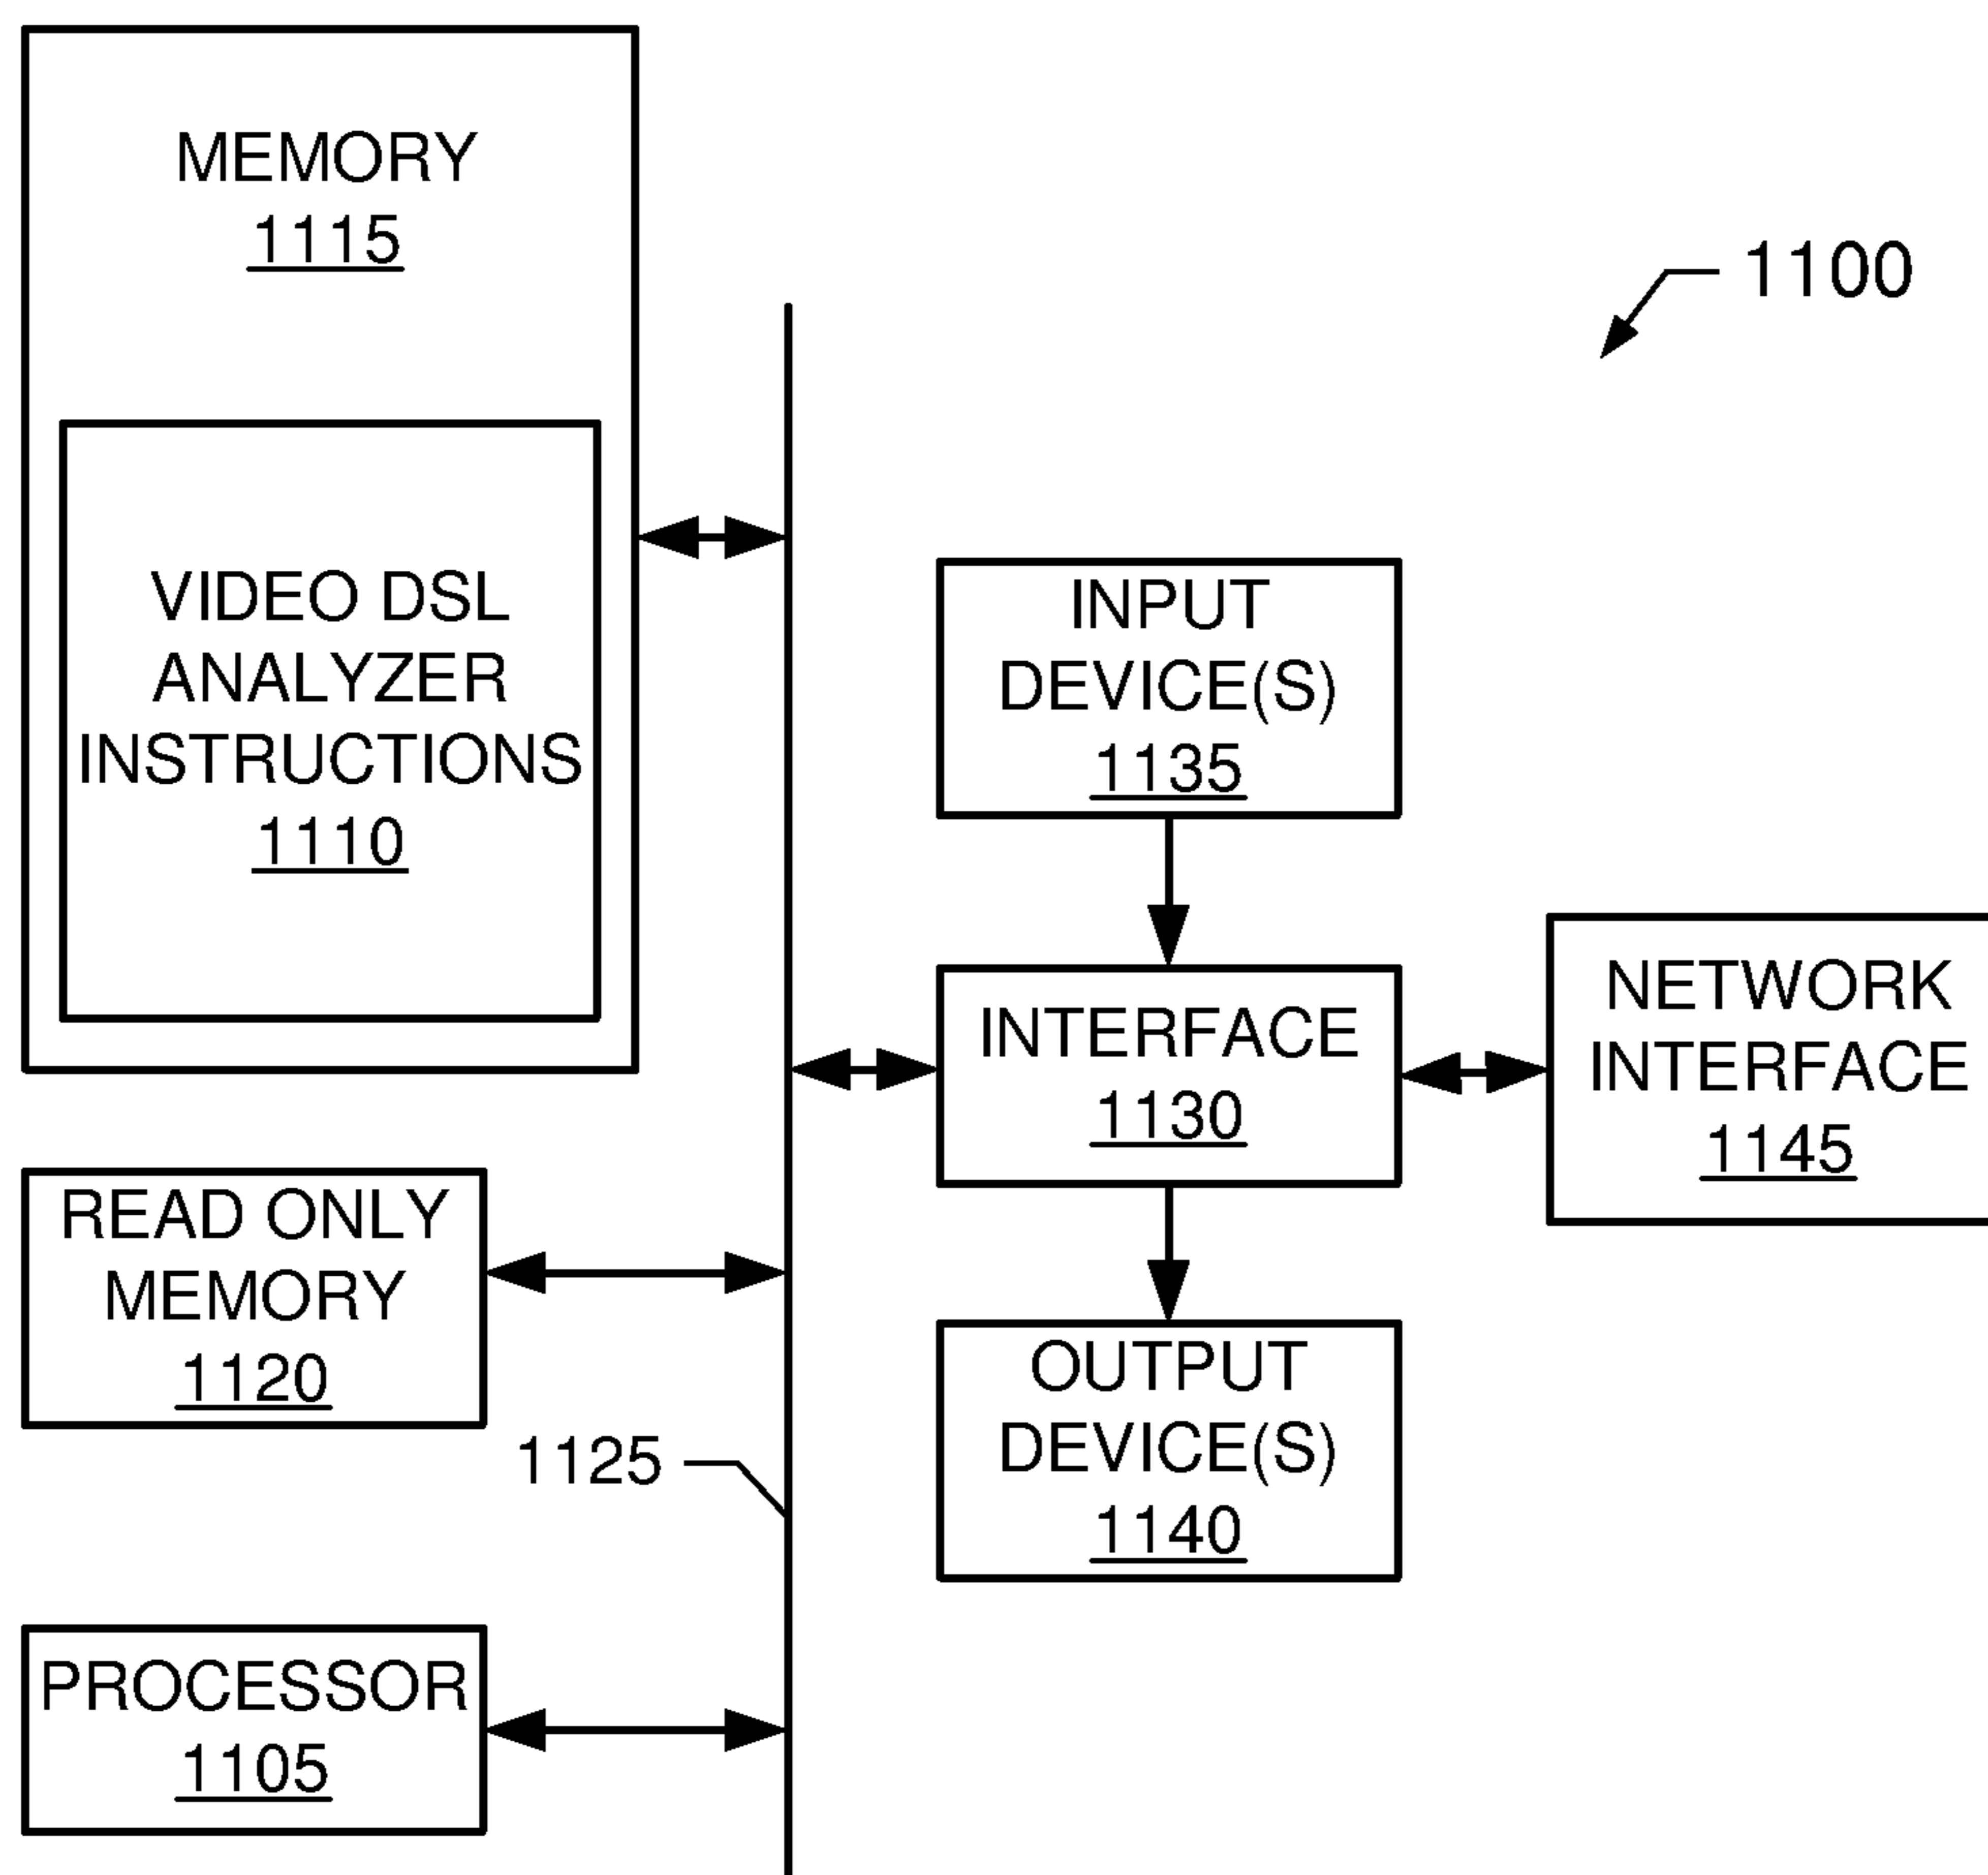 MEMORY
1115
VIDEO DSL
ANALYZER
INSTRUCTIONS
1110
READ ONLY
MEMORY
1120
1125
PROCESSOR
1105
1100
INPUT
DEVICE(S)
1135
INTERFACE
1130
NETWORK
INTERFACE
1145
OUTPUT
DEVICE(S)
1140